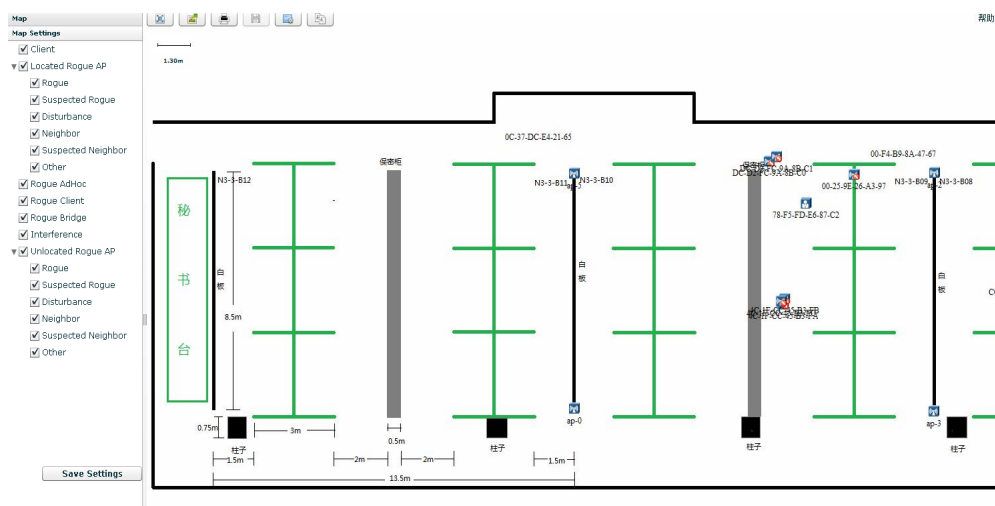 Map
帮助
Map Settings
Client
Located Rogue AP
Rogue
Suspected Rogue
Disturbance
Neighbor
Suspected Neighbor
Other
Rogue AdHoc
Rogue Client
Rogue Bridge
Interference
Unlocated Rogue AP
Rogue
Suspected Rogue
Disturbance
Neighbor
Suspected Neighbor
Other
Save Settings
1.30m
0C-37-DC-E4-21-65
00-F4-B9-8A-47-67
保密柜
N3-3-B12
N3-3-B11
N3-3-B10
DC-D2-FC-9A-8B-C0
00-25-9E-26-A3-97
N3-3-B09
N3-3-B08
78-F5-FD-E6-87-C2
秘书台
白板
白板
白板
8.5m
ap-0
ap-3
0.75m
3m
0.5m
柱子
柱子
柱子
柱子
1.5m
2m
2m
1.5m
13.5m